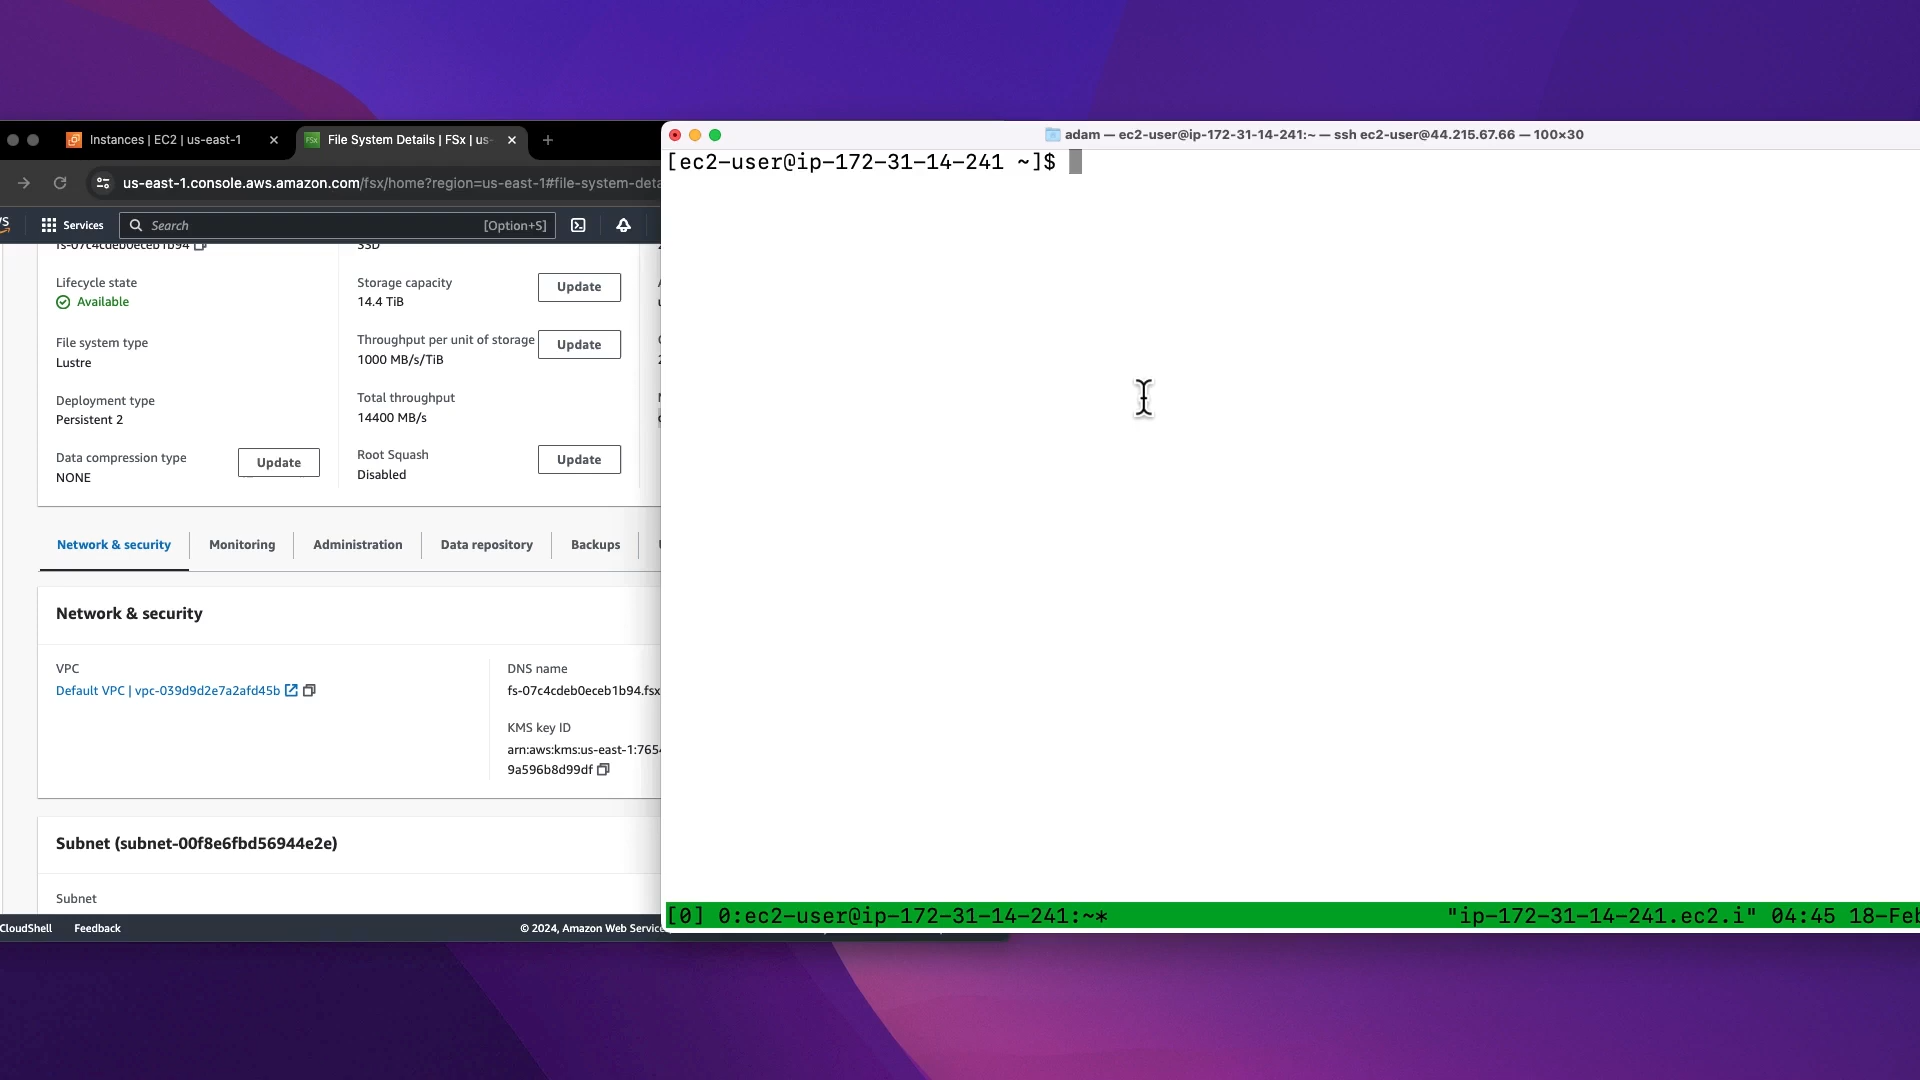 Instances | EC2 | us-east-1
File System Details | FSx | us-
us-east-1.console.aws.amazon.com/fsx/home?region=us-east-1#file-system-deta
Services
Search
[Option+S]
fs-07c4cdeb0eceb1b94
SSD
Lifecycle state
Available
Storage capacity
14.4 TiB
Update
File system type
Lustre
Throughput per unit of storage
1000 MB/s/TiB
Update
Deployment type
Persistent 2
Total throughput
14400 MB/s
Data compression type
NONE
Update
Root Squash
Disabled
Update
Network & security
Monitoring
Administration
Data repository
Backups
Network & security
VPC
Default VPC | vpc-039d9d2e7a2afd45b
DNS name
fs-07c4cdeb0eceb1b94.fsx
KMS key ID
arn:aws:kms:us-east-1:7654
9a596b8d99df
Subnet (subnet-00f8e6fbd56944e2e)
Subnet
CloudShell
Feedback
© 2024, Amazon Web Service
adam — ec2-user@ip-172-31-14-241:~ — ssh ec2-user@44.215.67.66 — 100×30
[ec2-user@ip-172-31-14-241 ~]$
[0] 0:ec2-user@ip-172-31-14-241:~* "ip-172-31-14-241.ec2.i" 04:45 18-Feb